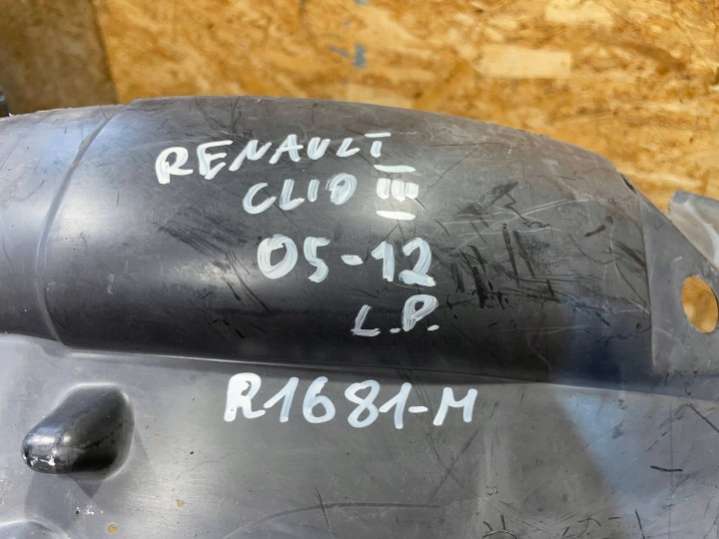 RENAULT
CLIO III
05-12
L.P.
R1681-M